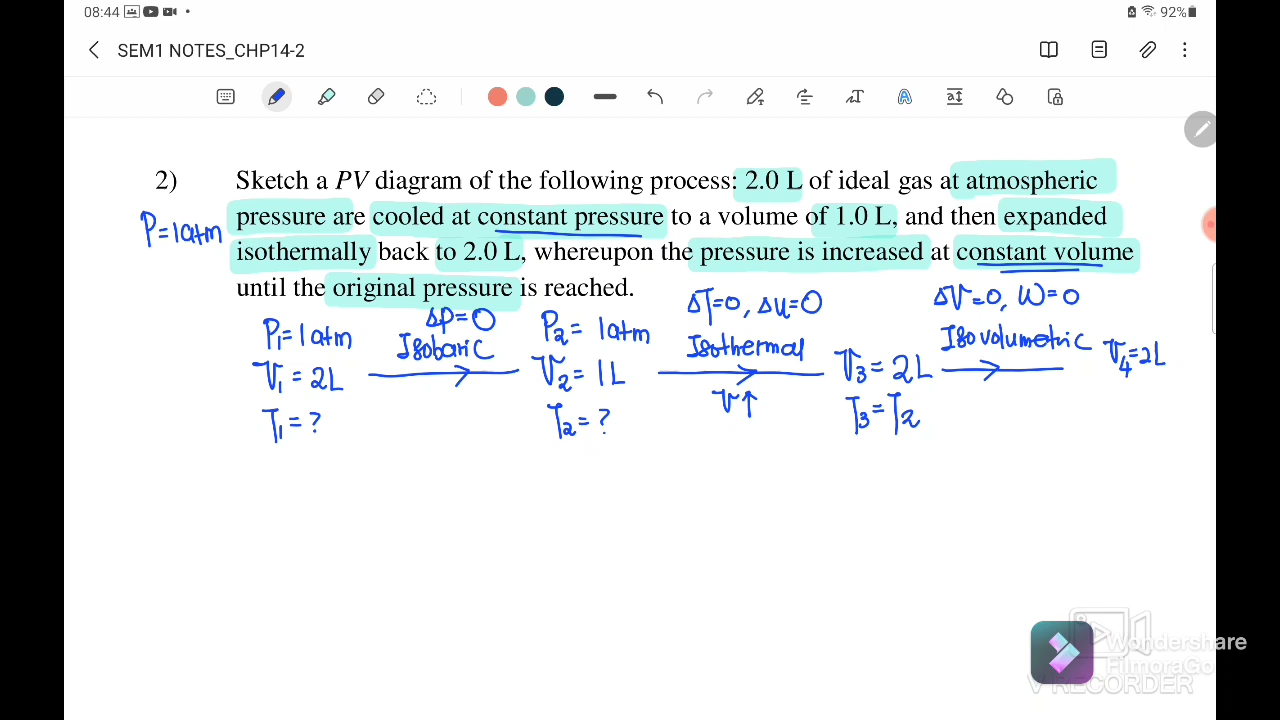 08:44
92%
SEM1 NOTES_CHP14-2
2) Sketch a PV diagram of the following process: 2.0 L of ideal gas at atmospheric
P=1atm pressure are cooled at constant pressure to a volume of 1.0 L, and then expanded
isothermally back to 2.0 L, whereupon the pressure is increased at constant volume
until the original pressure is reached.
ΔP=0 ΔT=0, ΔU=0 ΔV=0, W=0
P1=1atm Isobaric P2= 1atm Isothermal Isovolumetric
V1= 2L V2= 1L V3= 2L V4=2L
T1= ? T2= ? V↑ T3=T2
Wondershare
FilmoraGo
V RECORDER